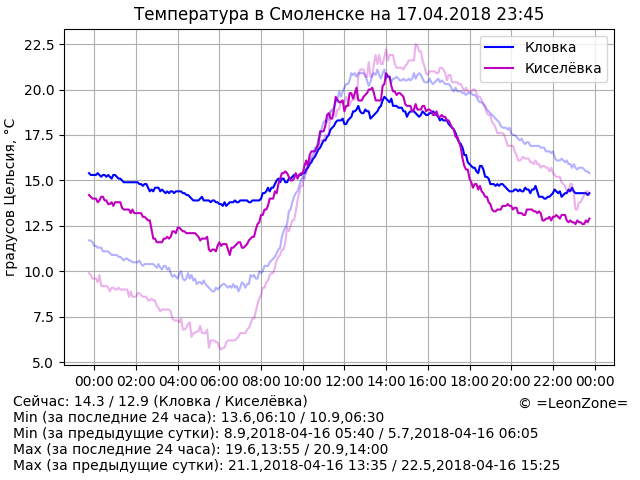 Температура в Смоленске на 17.04.2018 23:45
Кловка
Киселёвка
градусов Цельсия, °C
22.5
20.0
17.5
15.0
12.5
10.0
7.5
5.0
00:00 02:00 04:00 06:00 08:00 10:00 12:00 14:00 16:00 18:00 20:00 22:00 00:00
Сейчас: 14.3 / 12.9 (Кловка / Киселёвка)
© =LeonZone=
Min (за последние 24 часа): 13.6,06:10 / 10.9,06:30
Min (за предыдущие сутки): 8.9,2018-04-16 05:40 / 5.7,2018-04-16 06:05
Max (за последние 24 часа): 19.6,13:55 / 20.9,14:00
Max (за предыдущие сутки): 21.1,2018-04-16 13:35 / 22.5,2018-04-16 15:25